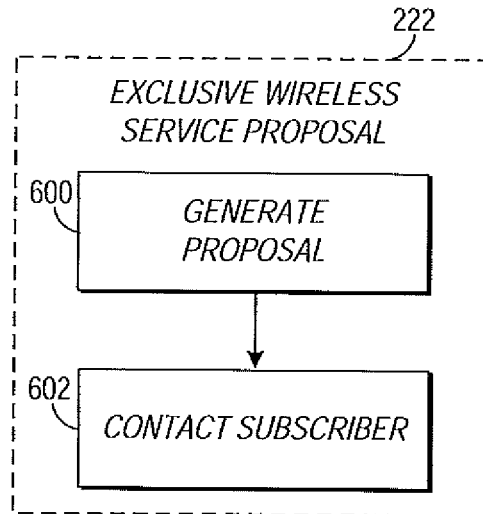 222
EXCLUSIVE WIRELESS
SERVICE PROPOSAL
600
GENERATE
PROPOSAL
602
CONTACT SUBSCRIBER